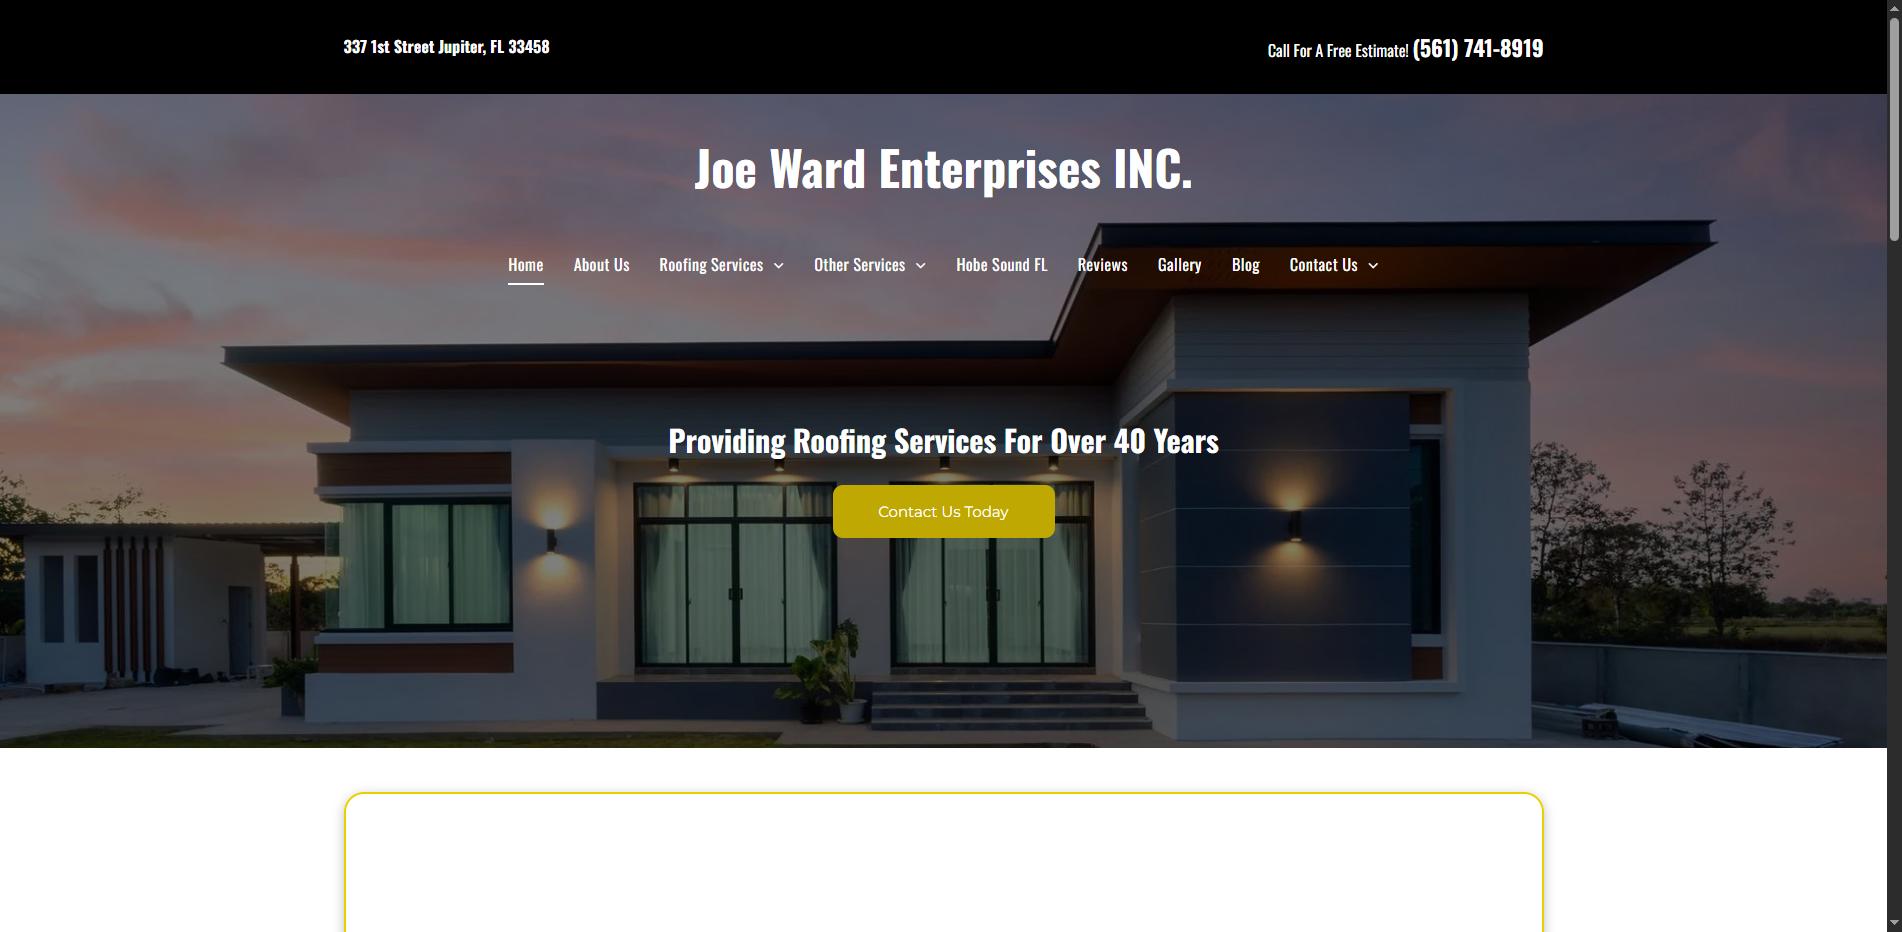 337 1st Street Jupiter, FL 33458
Call For A Free Estimate! (561) 741-8919
Joe Ward Enterprises INC.
Home About Us Roofing Services Other Services Hobe Sound FL Reviews Gallery Blog Contact Us
Providing Roofing Services For Over 40 Years
Contact Us Today